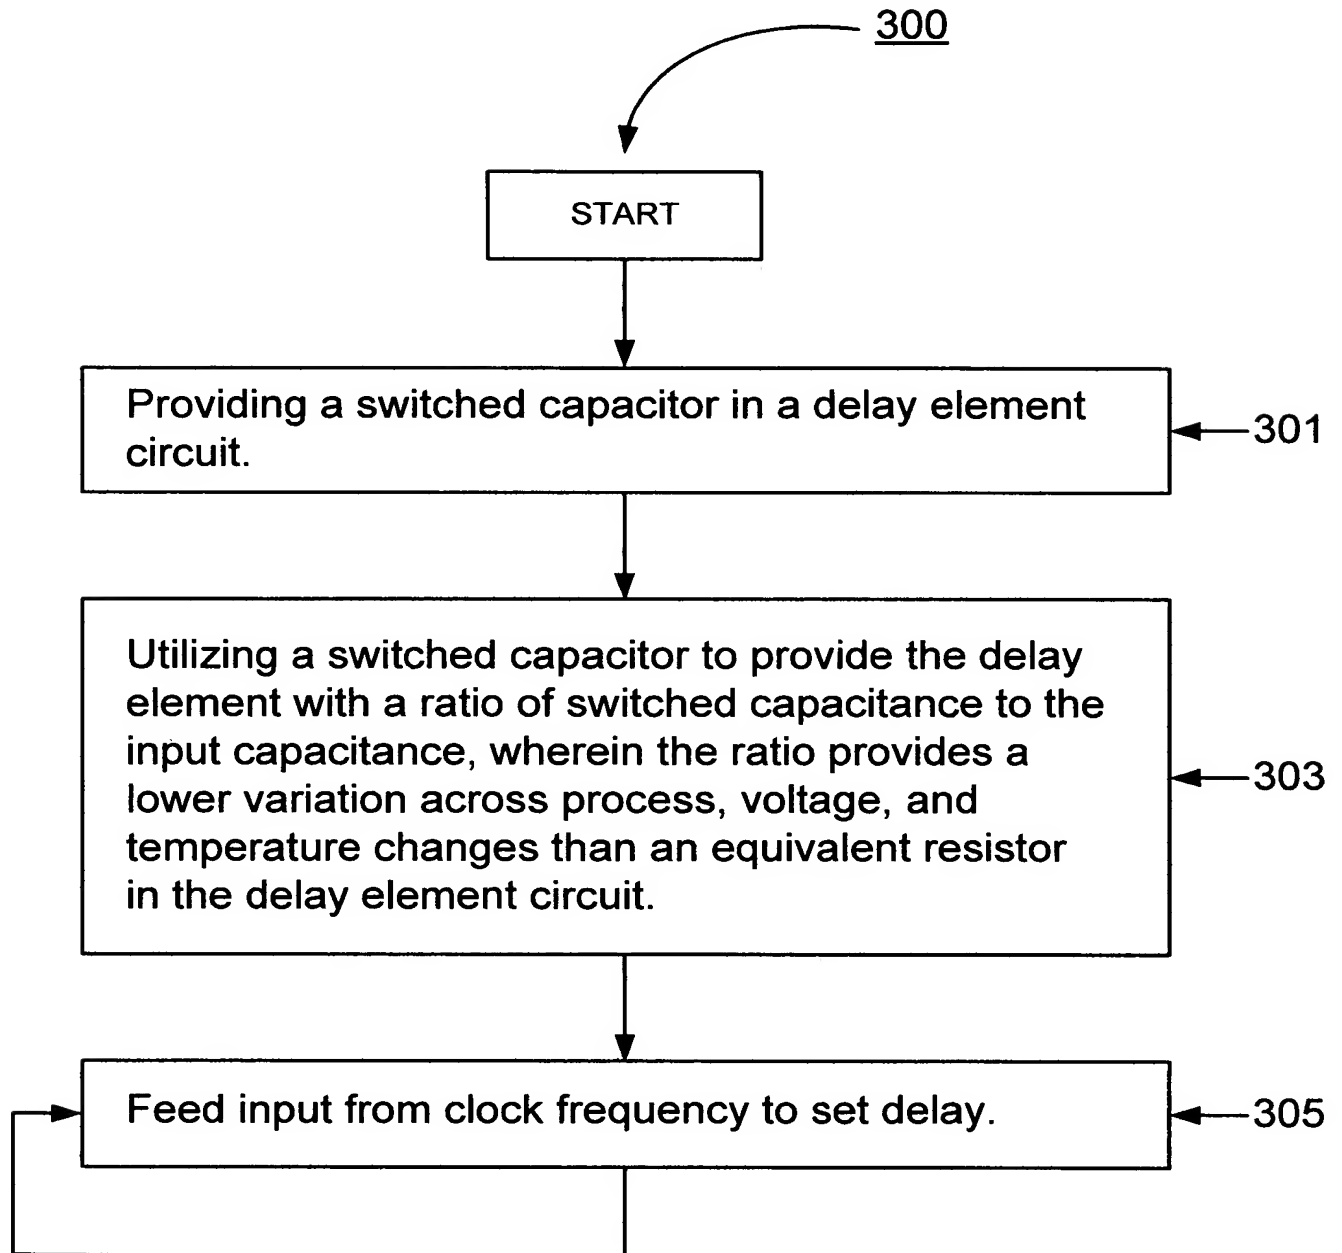 300
START
Providing a switched capacitor in a delay element
circuit.
301
Utilizing a switched capacitor to provide the delay
element with a ratio of switched capacitance to the
input capacitance, wherein the ratio provides a
lower variation across process, voltage, and
temperature changes than an equivalent resistor
in the delay element circuit.
303
Feed input from clock frequency to set delay.
305